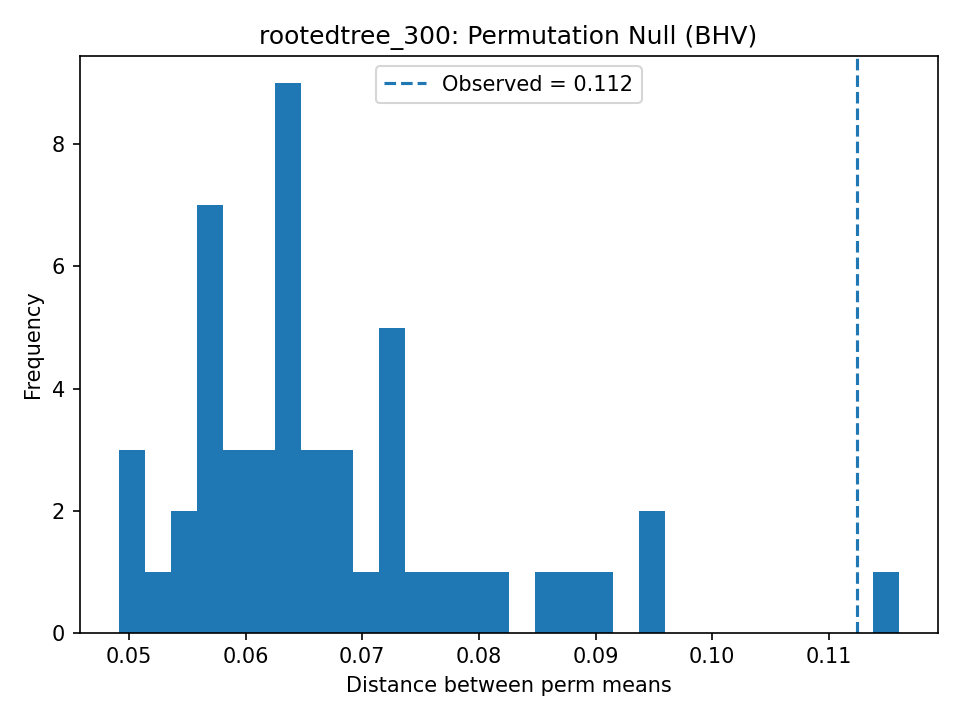 rootedtree_300: Permutation Null (BHV)
Observed = 0.112
Frequency
8
6
4
2
0
0.05 0.06 0.07 0.08 0.09 0.10 0.11
Distance between perm means